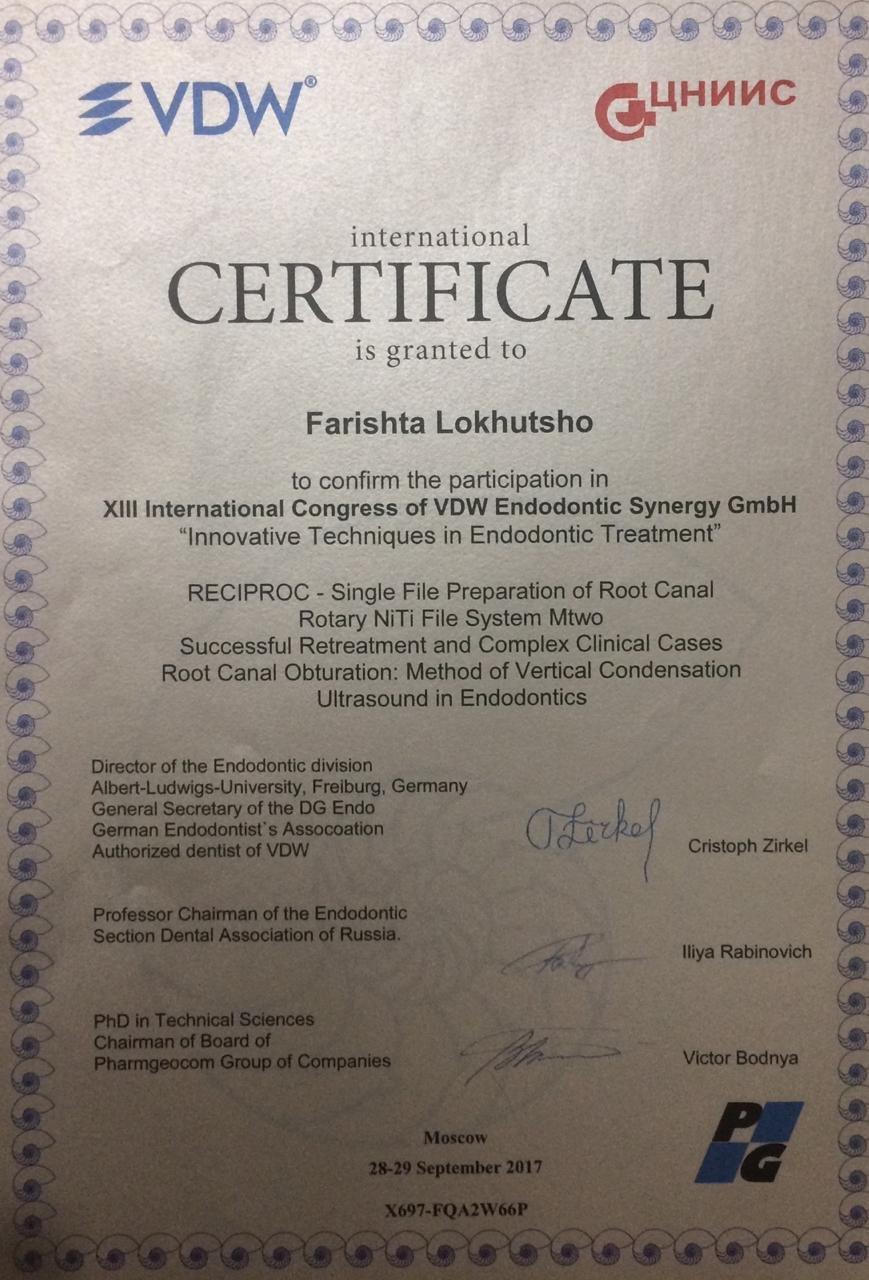 VDW®
ЦНИИС
international
CERTIFICATE
is granted to
Farishta Lokhutsho
to confirm the participation in
XIII International Congress of VDW Endodontic Synergy GmbH
“Innovative Techniques in Endodontic Treatment”
RECIPROC - Single File Preparation of Root Canal
Rotary NiTi File System Mtwo
Successful Retreatment and Complex Clinical Cases
Root Canal Obturation: Method of Vertical Condensation
Ultrasound in Endodontics
Director of the Endodontic division
Albert-Ludwigs-University, Freiburg, Germany
General Secretary of the DG Endo
German Endodontist`s Assocoation
Authorized dentist of VDW
Cristoph Zirkel
Professor Chairman of the Endodontic
Section Dental Association of Russia.
Iliya Rabinovich
PhD in Technical Sciences
Chairman of Board of
Pharmgeocom Group of Companies
Victor Bodnya
PG
Moscow
28-29 September 2017
X697-FQA2W66P